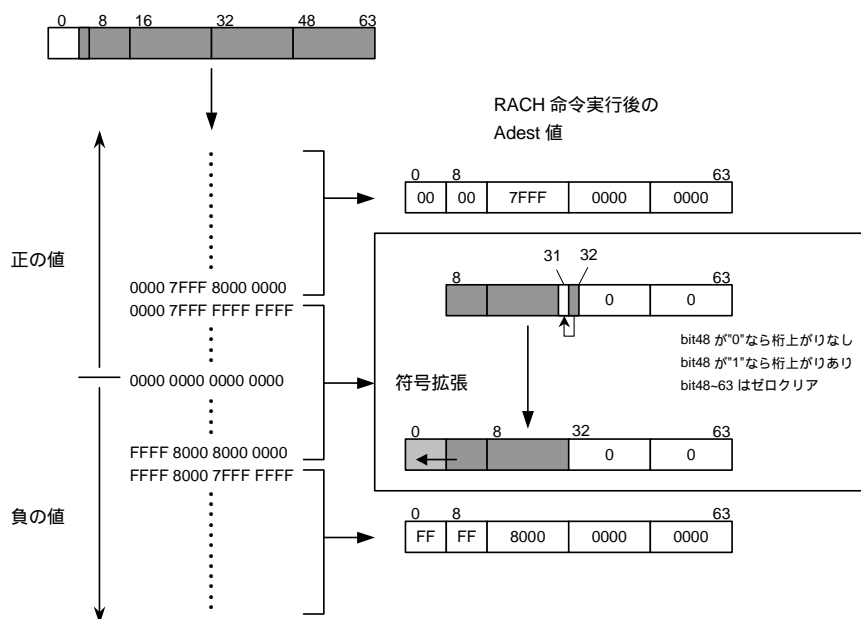 0 8 16 32 48 63
RACH 命令実行後の
Adest 値
0 8 63
00 00 7FFF 0000 0000
正の値
0000 7FFF 8000 0000
0000 7FFF FFFF FFFF
31 32
8 63
0 0
bit48 が"0"なら桁上がりなし
bit48 が"1"なら桁上がりあり
bit48~63 はゼロクリア
0000 0000 0000 0000
符号拡張
0 8 32 63
0 0
FFFF 8000 8000 0000
FFFF 8000 7FFF FFFF
負の値
0 8 63
FF FF 8000 0000 0000